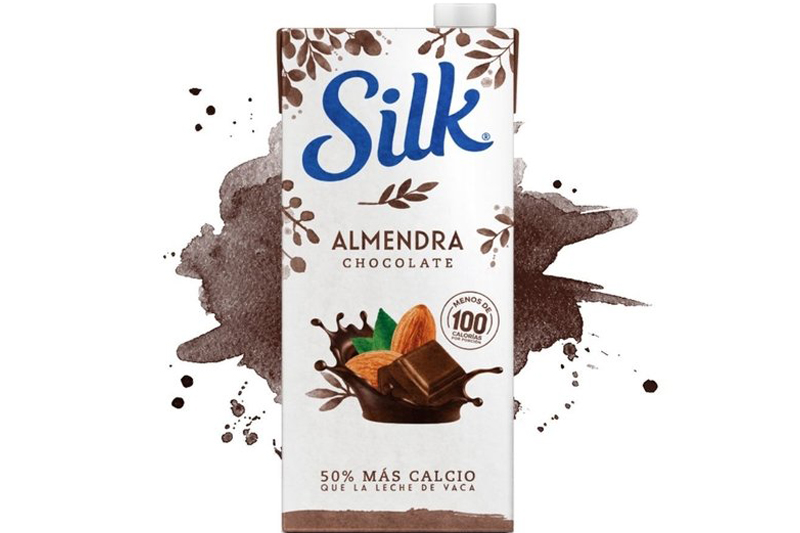 Silk®
ALMENDRA
CHOCOLATE
MENOS DE
100
CALORÍAS
POR PORCIÓN
50% MÁS CALCIO
QUE LA LECHE DE VACA